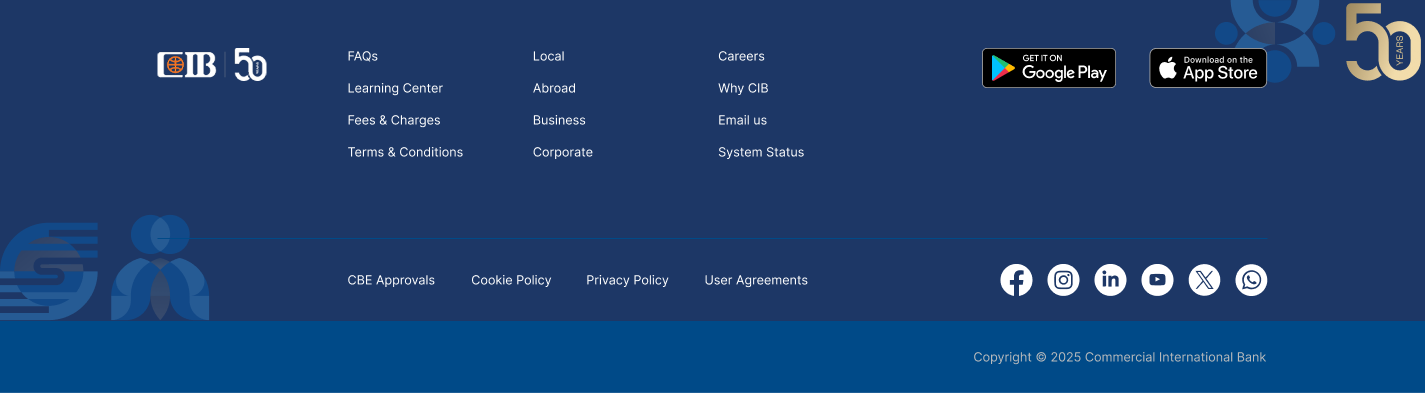 CIB 50
FAQs
Learning Center
Fees & Charges
Terms & Conditions
Local
Abroad
Business
Corporate
Careers
Why CIB
Email us
System Status
GET IT ON
Google Play
Download on the
App Store
50
YEARS
CBE Approvals
Cookie Policy
Privacy Policy
User Agreements
Copyright © 2025 Commercial International Bank